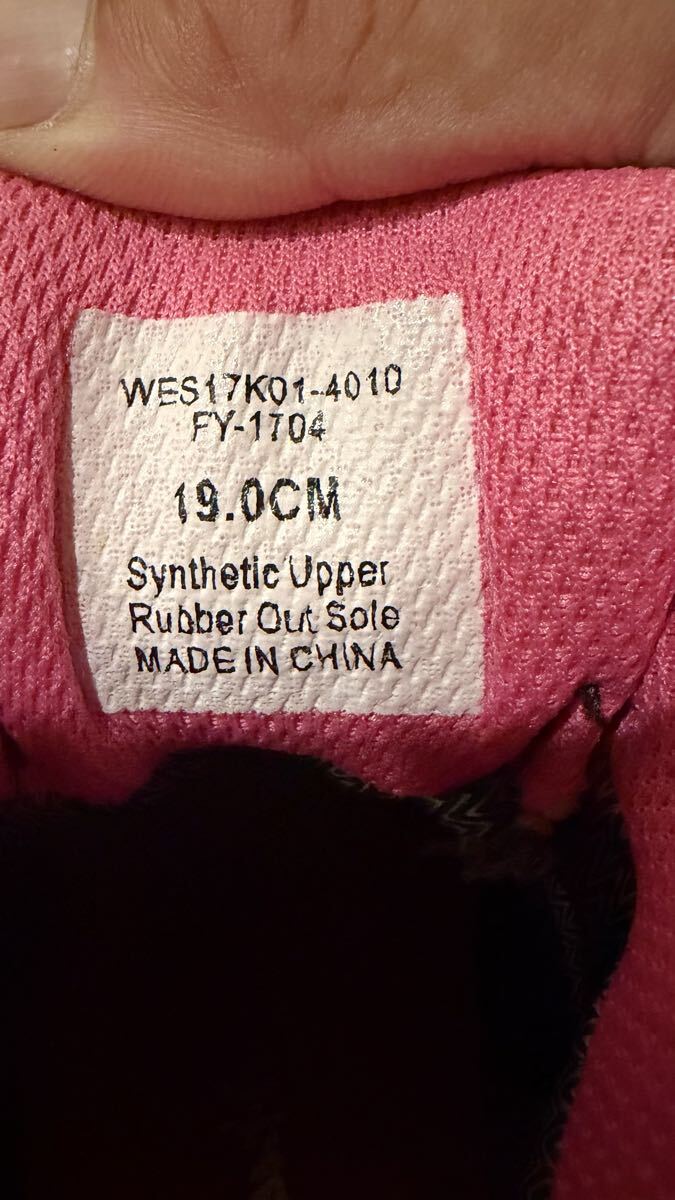 WES17K01-4010
FY-1704
19.0CM
Synthetic Upper
Rubber Out Sole
MADE IN CHINA